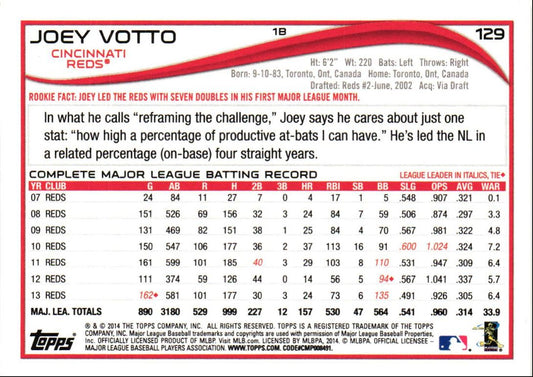 JOEY VOTTO 1B 129
CINCINNATI
REDS®
Ht: 6'2" Wt: 220 Bats: Left Throws: Right
Born: 9-10-83, Toronto, Ont, Canada Home: Toronto, Ont, Canada
Drafted: Reds #2-June, 2002 Acq: Via Draft
ROOKIE FACT: JOEY LED THE REDS WITH SEVEN DOUBLES IN HIS FIRST MAJOR LEAGUE MONTH.
In what he calls “reframing the challenge,” Joey says he cares about just one
stat: “how high a percentage of productive at-bats I can have.” He’s led the NL in
a related percentage (on-base) four straight years.
COMPLETE MAJOR LEAGUE BATTING RECORD LEAGUE LEADER IN ITALICS, TIE♦
YR CLUB G AB R H 2B 3B HR RBI SB BB SLG OPS AVG WAR
07 REDS 24 84 11 27 7 0 4 17 1 5 .548 .907 .321 0.1
08 REDS 151 526 69 156 32 3 24 84 7 59 .506 .874 .297 3.3
09 REDS 131 469 82 151 38 1 25 84 4 70 .567 .981 .322 4.8
10 REDS 150 547 106 177 36 2 37 113 16 91 .600 1.024 .324 7.2
11 REDS 161 599 101 185 40 3 29 103 8 110 .531 .947 .309 6.4
12 REDS 111 374 59 126 44 0 14 56 5 94♦ .567 1.041 .337 5.7
13 REDS 162♦ 581 101 177 30 3 24 73 6 135 .491 .926 .305 6.4
MAJ. LEA. TOTALS 890 3180 529 999 227 12 157 530 47 564 .541 .960 .314 33.9
® & © 2014 THE TOPPS COMPANY, INC. ALL RIGHTS RESERVED. TOPPS IS A REGISTERED TRADEMARK OF THE TOPPS
COMPANY, INC. Major League Baseball trademarks and copyrights are used with permission of Major League Baseball Properties,
Inc. OFFICIALLY LICENSED PRODUCT OF MLBP. Visit MLB.com. MLBP © 2014. © MLBPA. OFFICIAL LICENSEE –
MAJOR LEAGUE BASEBALL PLAYERS ASSOCIATION. WWW.TOPPS.COM. CODE#CMP008491.
Topps